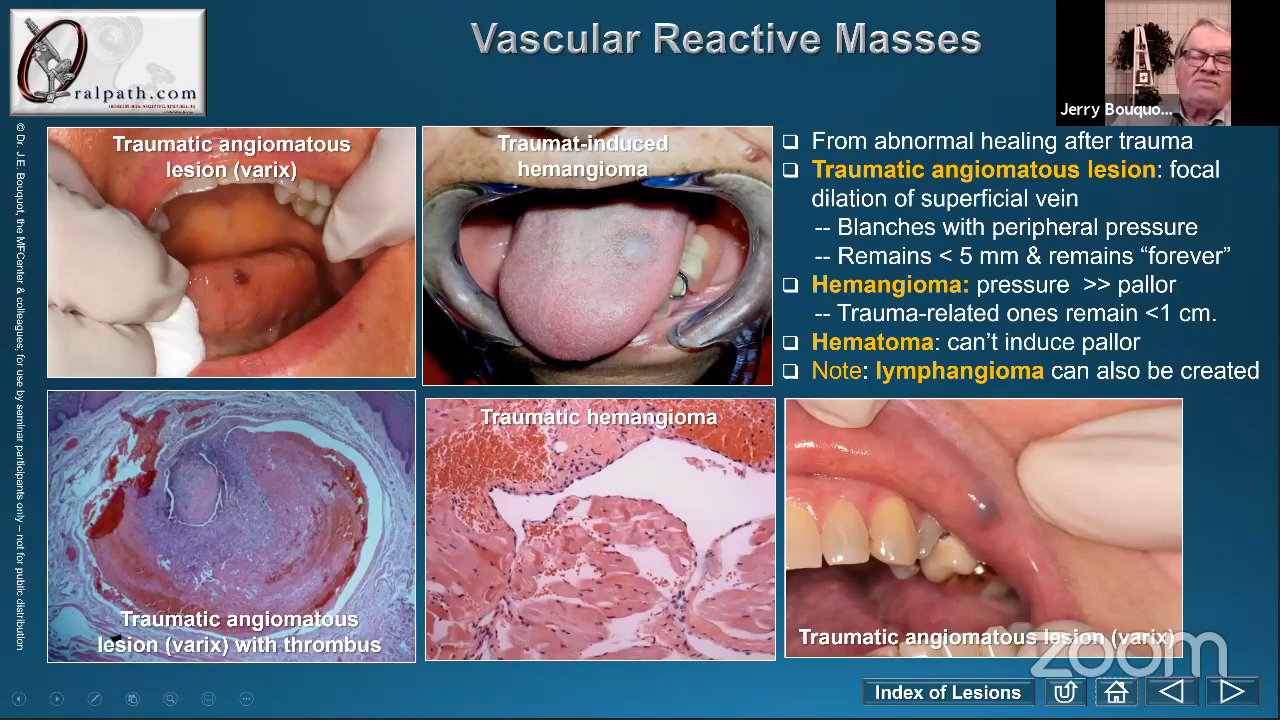 Vascular Reactive Masses
ralpath.com
Jerry Bouquo...
© Dr. J.E. Bouquot, the MFCenter & colleagues; for use by seminar participants only – not for public distribution
Traumatic angiomatous
lesion (varix)
Traumat-induced
hemangioma
From abnormal healing after trauma
Traumatic angiomatous lesion: focal
dilation of superficial vein
-- Blanches with peripheral pressure
-- Remains < 5 mm & remains “forever”
Hemangioma: pressure >> pallor
-- Trauma-related ones remain <1 cm.
Hematoma: can’t induce pallor
Note: lymphangioma can also be created
Traumatic angiomatous
lesion (varix) with thrombus
Traumatic hemangioma
Traumatic angiomatous lesion (varix)
zoom
Index of Lesions